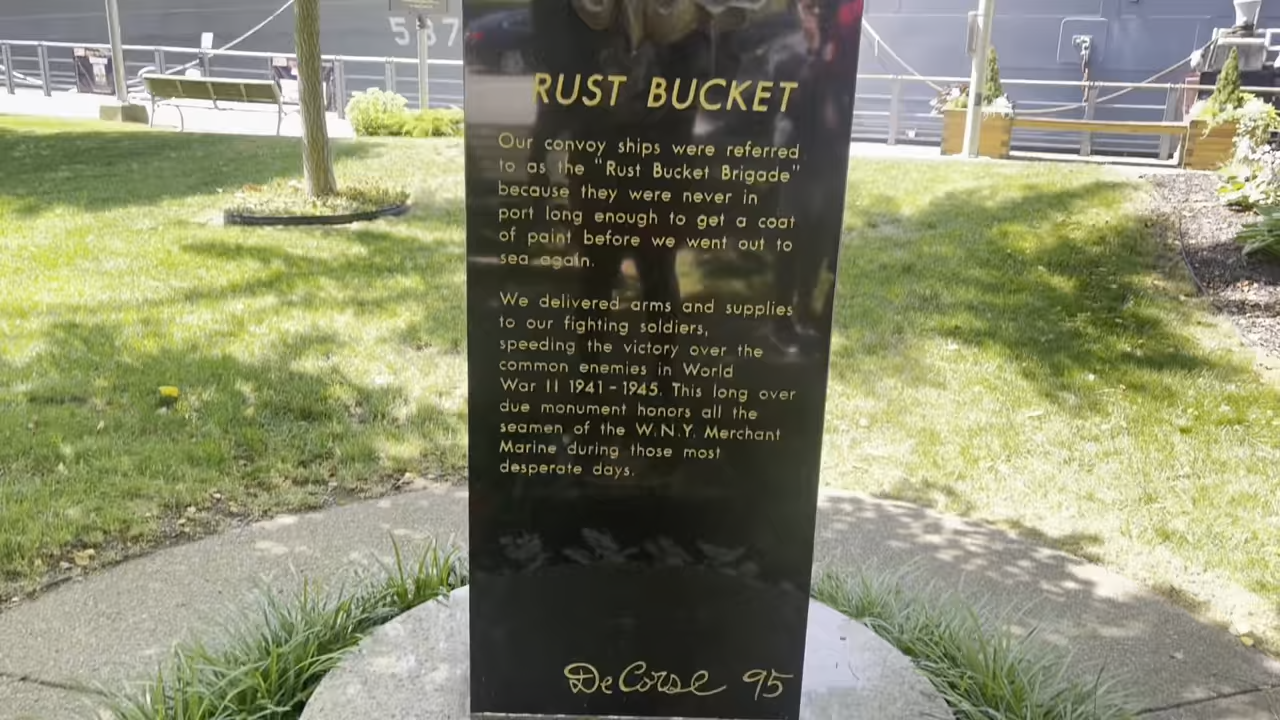 587
RUST BUCKET
Our convoy ships were referred
to as the "Rust Bucket Brigade"
because they were never in
port long enough to get a coat
of paint before we went out to
sea again.
We delivered arms and supplies
to our fighting soldiers,
speeding the victory over the
common enemies in World
War II 1941-1945. This long over
due monument honors all the
seamen of the W.N.Y. Merchant
Marine during those most
desperate days.
DeCorse 95